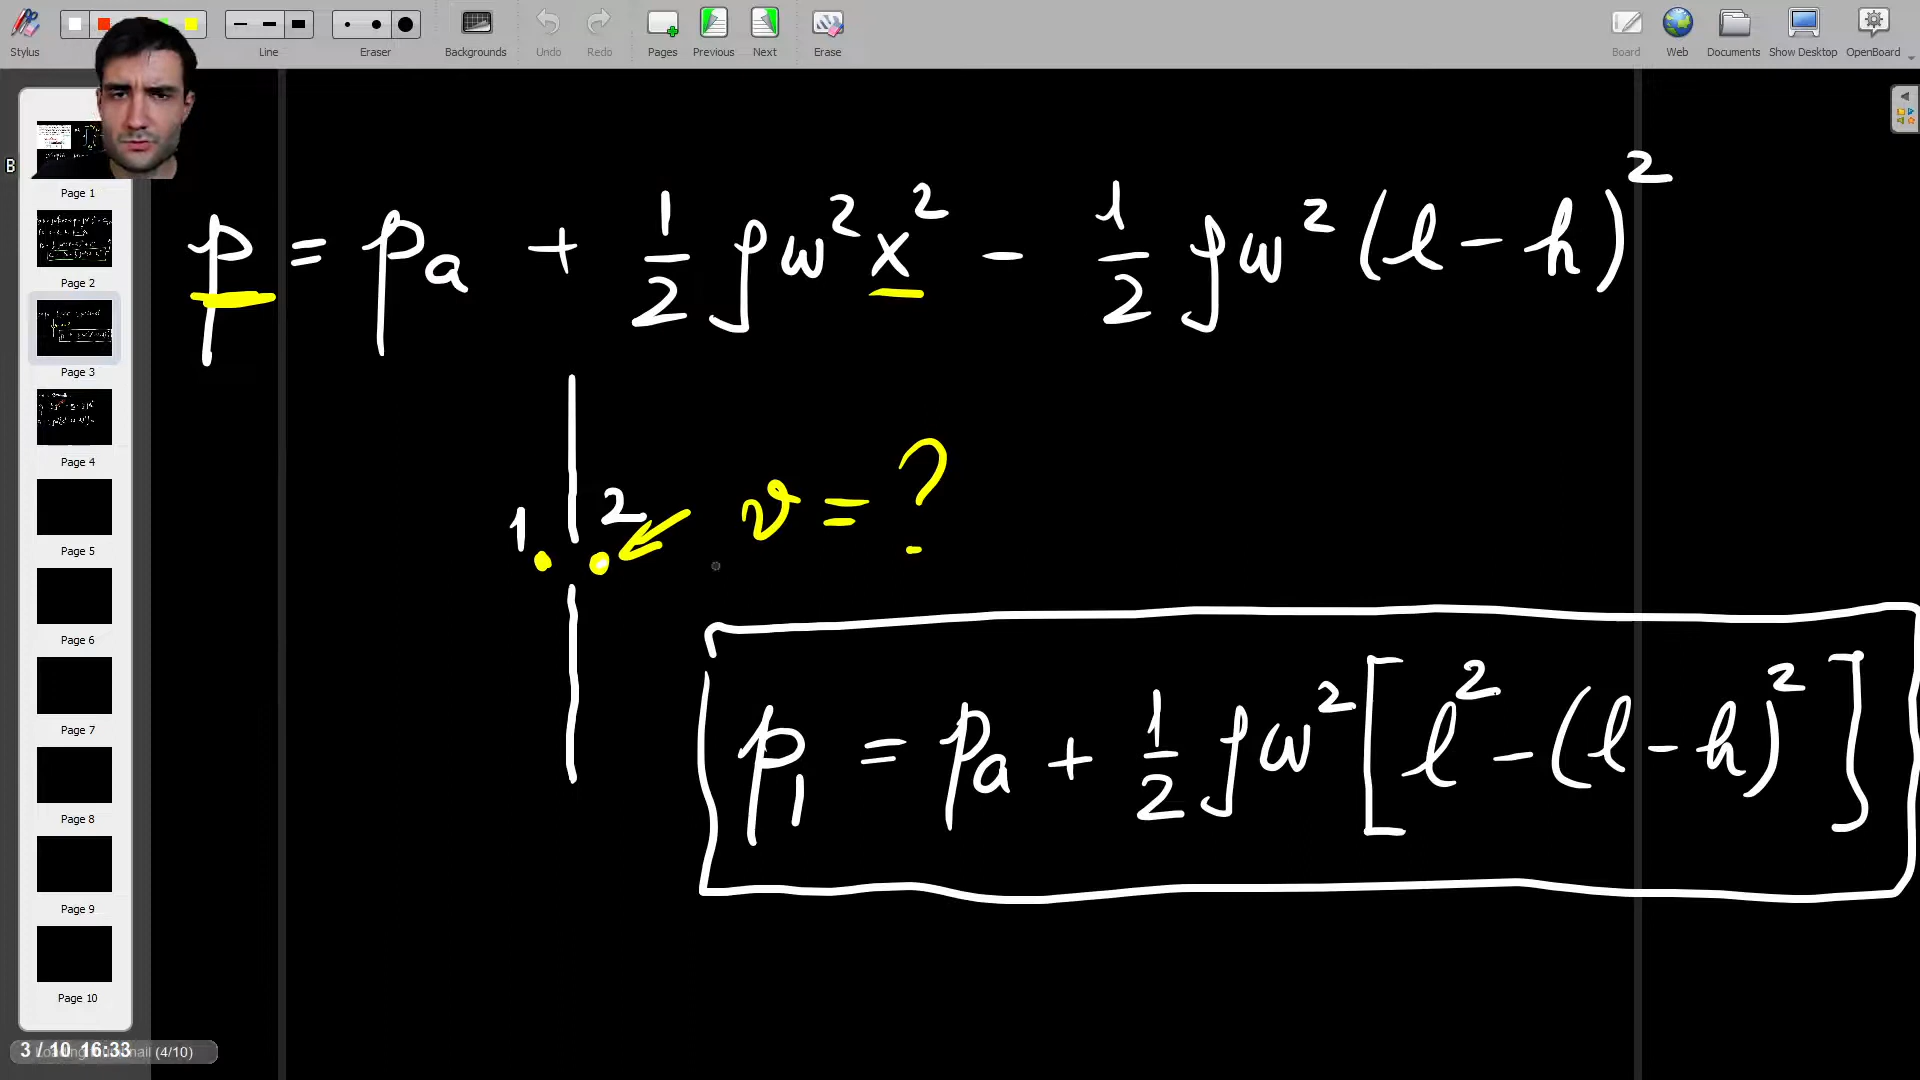 Stylus Line Eraser Backgrounds Undo Redo Pages Previous Next Erase Board Web Documents Show Desktop OpenBoard
B
Page 1
Page 2
Page 3
Page 4
Page 5
Page 6
Page 7
Page 8
Page 9
Page 10
p = pa + 1/2 ρω²x² - 1/2 ρω²(l-h)²
1 2 v = ?
p₁ = pa + 1/2 ρω²[l² - (l-h)²]
3 / 10 16:33
(4/10)